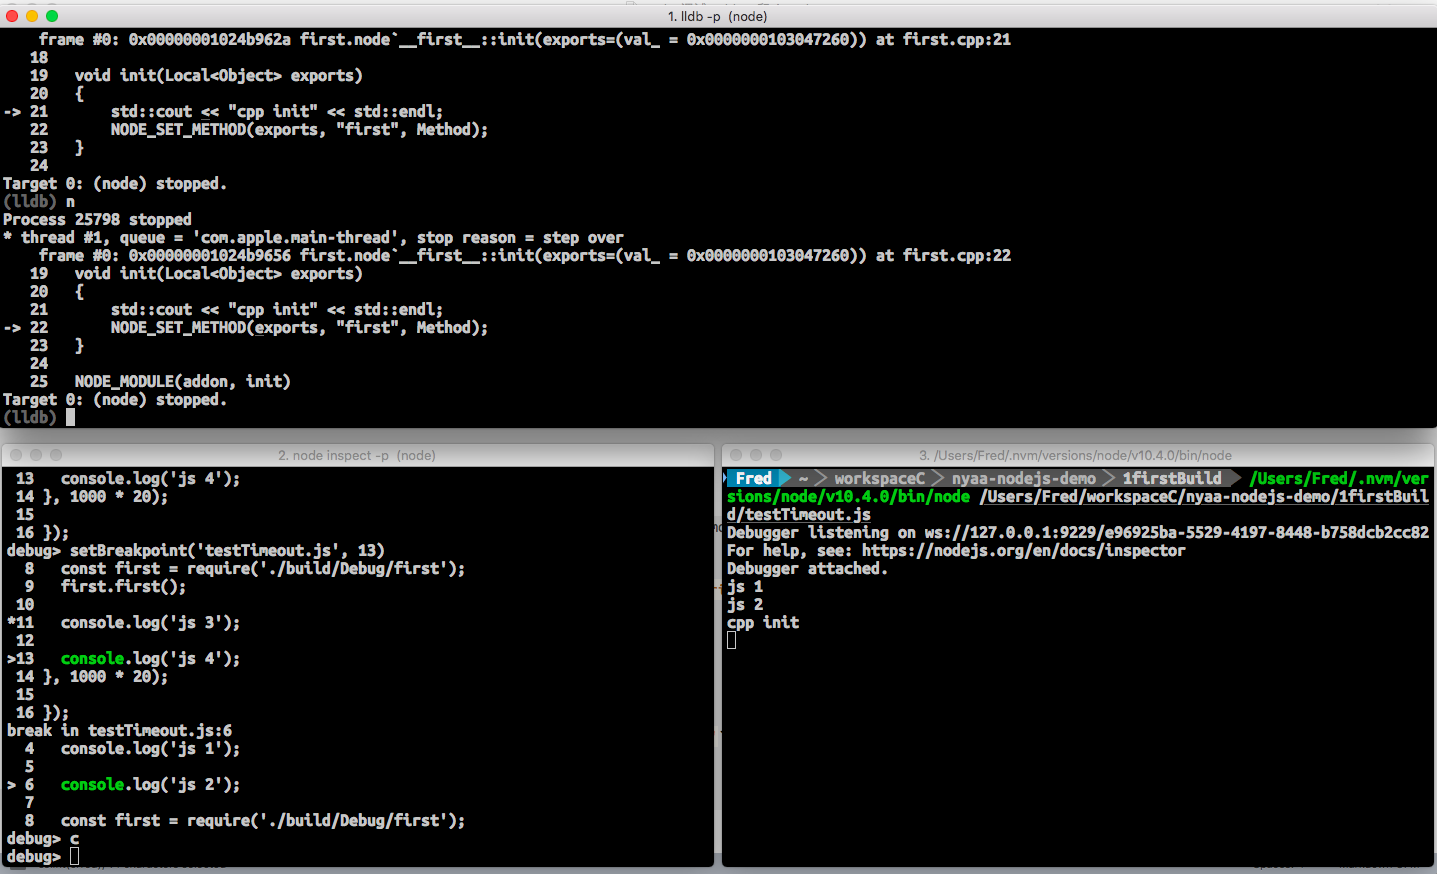 1. lldb -p (node)
frame #0: 0x00000001024b962a first.node`__first__::init(exports=(val_ = 0x0000000103047260)) at first.cpp:21
18
19 void init(Local<Object> exports)
20 {
-> 21 std::cout << "cpp init" << std::endl;
22 NODE_SET_METHOD(exports, "first", Method);
23 }
24
Target 0: (node) stopped.
(lldb) n
Process 25798 stopped
* thread #1, queue = 'com.apple.main-thread', stop reason = step over
frame #0: 0x00000001024b9656 first.node`__first__::init(exports=(val_ = 0x0000000103047260)) at first.cpp:22
19 void init(Local<Object> exports)
20 {
21 std::cout << "cpp init" << std::endl;
-> 22 NODE_SET_METHOD(exports, "first", Method);
23 }
24
25 NODE_MODULE(addon, init)
Target 0: (node) stopped.
(lldb)
2. node inspect -p (node)
13 console.log('js 4');
14 }, 1000 * 20);
15
16 });
debug> setBreakpoint('testTimeout.js', 13)
8 const first = require('./build/Debug/first');
9 first.first();
10
*11 console.log('js 3');
12
>13 console.log('js 4');
14 }, 1000 * 20);
15
16 });
break in testTimeout.js:6
4 console.log('js 1');
5
> 6 console.log('js 2');
7
8 const first = require('./build/Debug/first');
debug> c
debug>
3. /Users/Fred/.nvm/versions/node/v10.4.0/bin/node
Fred ~ workspaceC nyaa-nodejs-demo 1firstBuild /Users/Fred/.nvm/ver
sions/node/v10.4.0/bin/node /Users/Fred/workspaceC/nyaa-nodejs-demo/1firstBuil
d/testTimeout.js
Debugger listening on ws://127.0.0.1:9229/e96925ba-5529-4197-8448-b758dcb2cc82
For help, see: https://nodejs.org/en/docs/inspector
Debugger attached.
js 1
js 2
cpp init